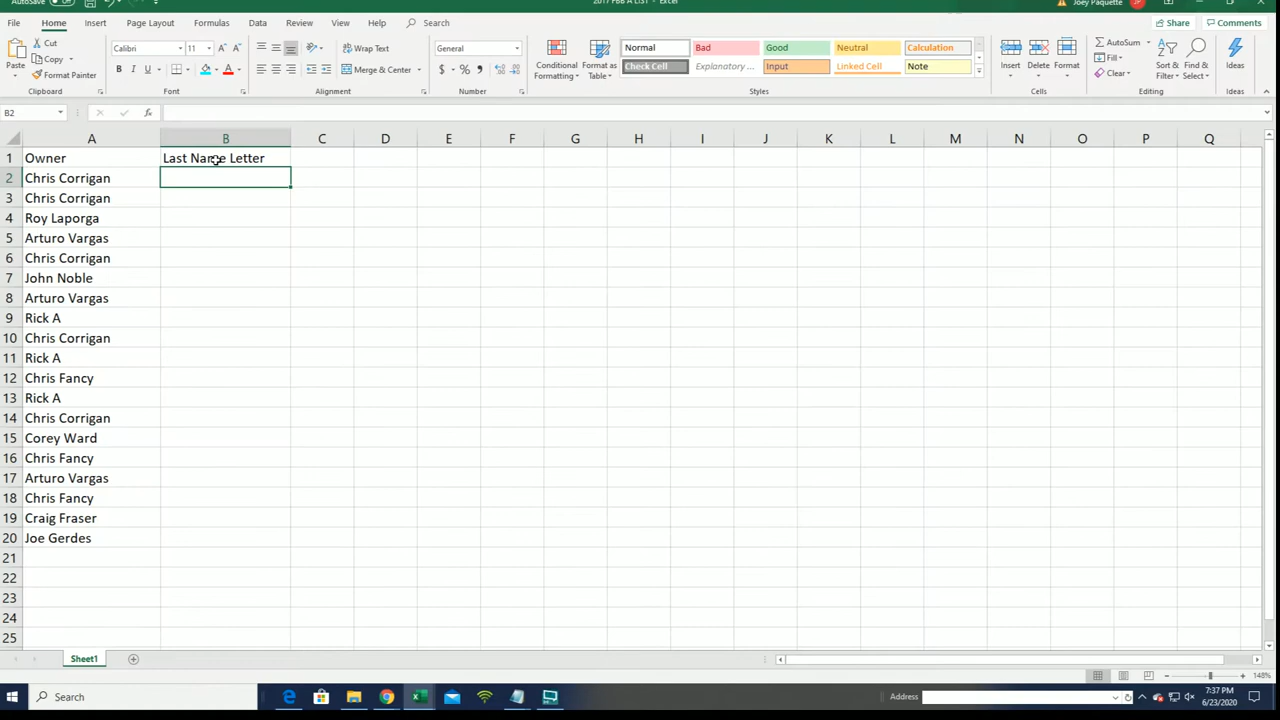 AutoSave Off 2017 FBB A LIST - Excel Joey Paquette JP
File Home Insert Page Layout Formulas Data Review View Help Search Share Comments
Paste
Cut
Copy
Format Painter
Clipboard
Calibri 11
B I U
Font
Wrap Text
Merge & Center
Alignment
General
$ % ,
Number
Conditional Formatting
Format as Table
Normal Bad Good Neutral Calculation
Check Cell Explanatory ... Input Linked Cell Note
Styles
Insert Delete Format
Cells
AutoSum
Fill
Clear
Sort & Filter
Find & Select
Editing
Ideas
Ideas
B2 fx
A B C D E F G H I J K L M N O P Q
1 Owner Last Name Letter
2 Chris Corrigan
3 Chris Corrigan
4 Roy Laporga
5 Arturo Vargas
6 Chris Corrigan
7 John Noble
8 Arturo Vargas
9 Rick A
10 Chris Corrigan
11 Rick A
12 Chris Fancy
13 Rick A
14 Chris Corrigan
15 Corey Ward
16 Chris Fancy
17 Arturo Vargas
18 Chris Fancy
19 Craig Fraser
20 Joe Gerdes
21
22
23
24
25
Sheet1
148%
Search
Address
7:37 PM
6/23/2020